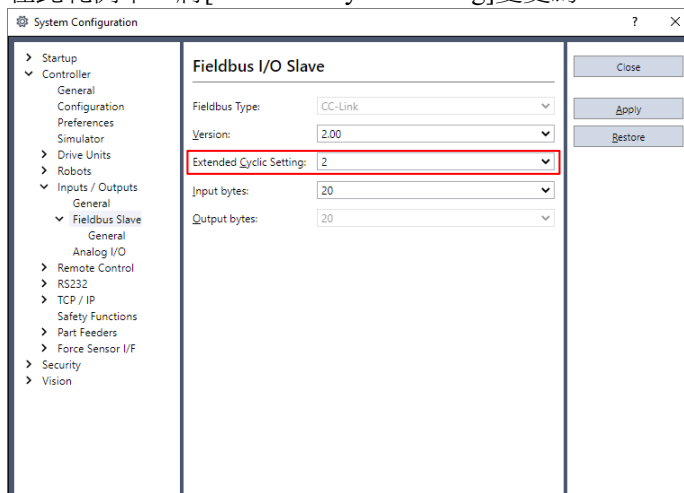 System Configuration
?
Startup
Controller
General
Configuration
Preferences
Simulator
Drive Units
Robots
Inputs / Outputs
General
Fieldbus Slave
General
Analog I/O
Remote Control
RS232
TCP / IP
Safety Functions
Part Feeders
Force Sensor I/F
Security
Vision
Fieldbus I/O Slave
Fieldbus Type: CC-Link
Version: 2.00
Extended Cyclic Setting: 2
Input bytes: 20
Output bytes: 20
Close
Apply
Restore